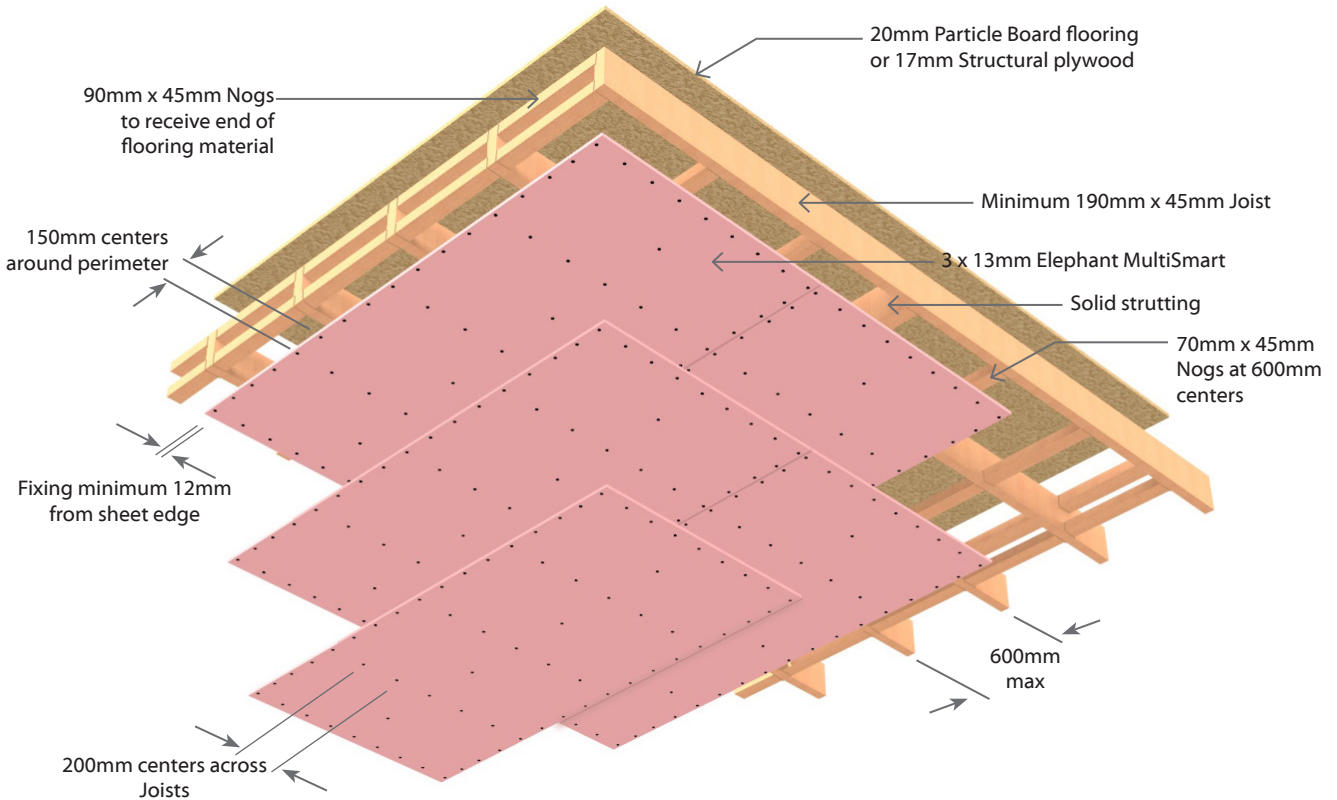 20mm Particle Board flooring
or 17mm Structural plywood
90mm x 45mm Nogs
to receive end of
flooring material
Minimum 190mm x 45mm Joist
150mm centers
around perimeter
3 x 13mm Elephant MultiSmart
Solid strutting
70mm x 45mm
Nogs at 600mm
centers
Fixing minimum 12mm
from sheet edge
600mm
max
200mm centers across
Joists